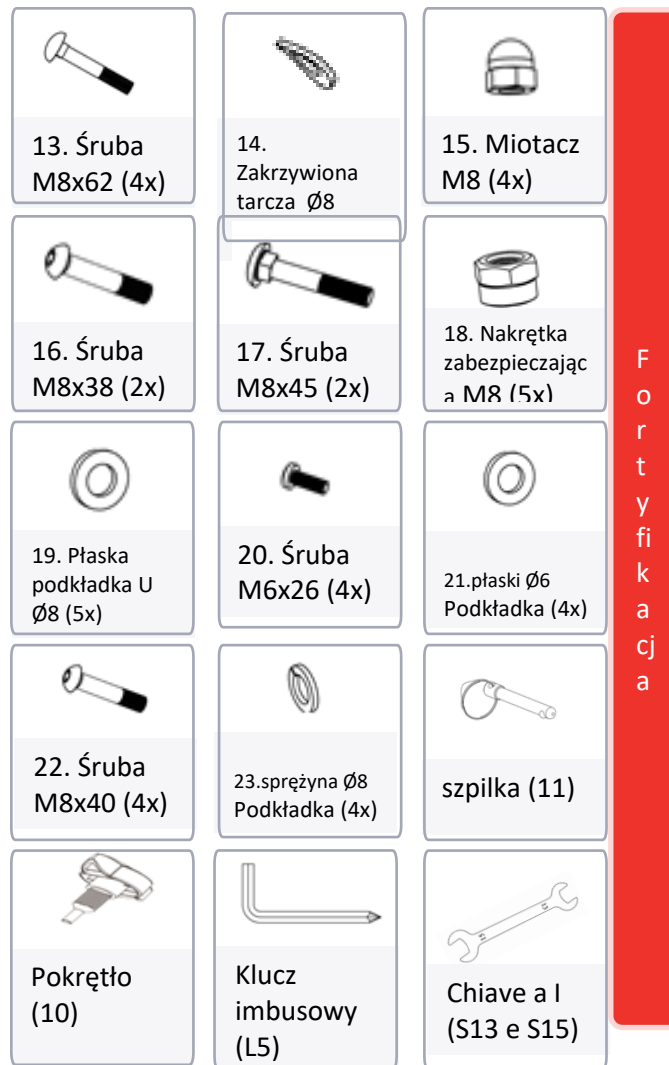 13. Śruba
M8x62 (4x)
14.
Zakrzywiona
tarcza Ø8
15. Miotacz
M8 (4x)
16. Śruba
M8x38 (2x)
17. Śruba
M8x45 (2x)
18. Nakrętka
zabezpieczając
a M8 (5x)
19. Płaska
podkładka U
Ø8 (5x)
20. Śruba
M6x26 (4x)
21.płaski Ø6
Podkładka (4x)
22. Śruba
M8x40 (4x)
23.sprężyna Ø8
Podkładka (4x)
szpilka (11)
Pokrętło
(10)
Klucz
imbusowy
(L5)
Chiave a I
(S13 e S15)
F
o
r
t
y
fi
k
a
cj
a